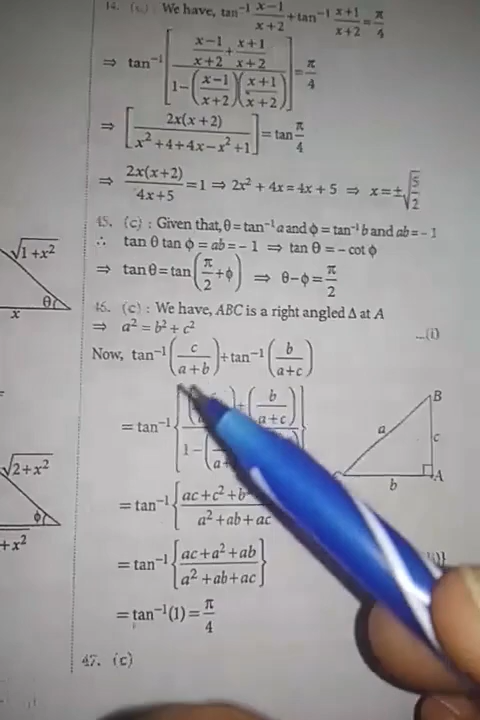 14. (c) : We have, tan⁻¹ (x−1)/(x+2) + tan⁻¹ (x+1)/(x+2) = π/4
⇒ tan⁻¹ [((x−1)/(x+2) + (x+1)/(x+2)) / (1−((x−1)/(x+2))((x+1)/(x+2)))] = π/4
⇒ [2x(x+2) / (x²+4+4x−x²+1)] = tan π/4
⇒ 2x(x+2)/(4x+5) = 1 ⇒ 2x² + 4x = 4x + 5 ⇒ x = ±√(5/2)
45. (c) : Given that, θ = tan⁻¹ a and ϕ = tan⁻¹ b and ab = − 1
∴ tan θ tan ϕ = ab = − 1 ⇒ tan θ = − cot ϕ
⇒ tan θ = tan(π/2 + ϕ) ⇒ θ−ϕ = π/2
46. (c) : We have, ABC is a right angled Δ at A
⇒ a² = b² + c² ...(i)
Now, tan⁻¹(c/(a+b)) + tan⁻¹(b/(a+c))
= tan⁻¹ { + (b/(a+c)) / 1 − }
= tan⁻¹ {ac + c² + b² / a² + ab + ac
= tan⁻¹ {(ac + a² + ab)/(a² + ab + ac)}
= tan⁻¹(1) = π/4
47. (c)
√1+x²
θ
x
√2+x²
ϕ
+x²
B
a
c
b
A